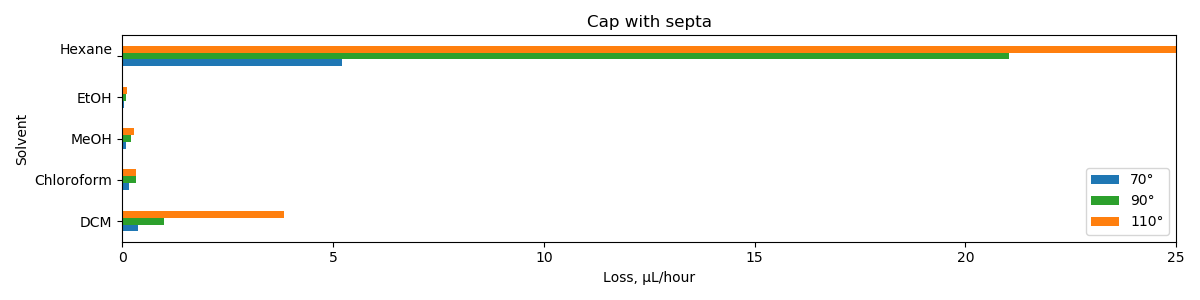 Cap with septa
Solvent
Hexane
EtOH
MeOH
Chloroform
DCM
70°
90°
110°
0 5 10 15 20 25
Loss, µL/hour